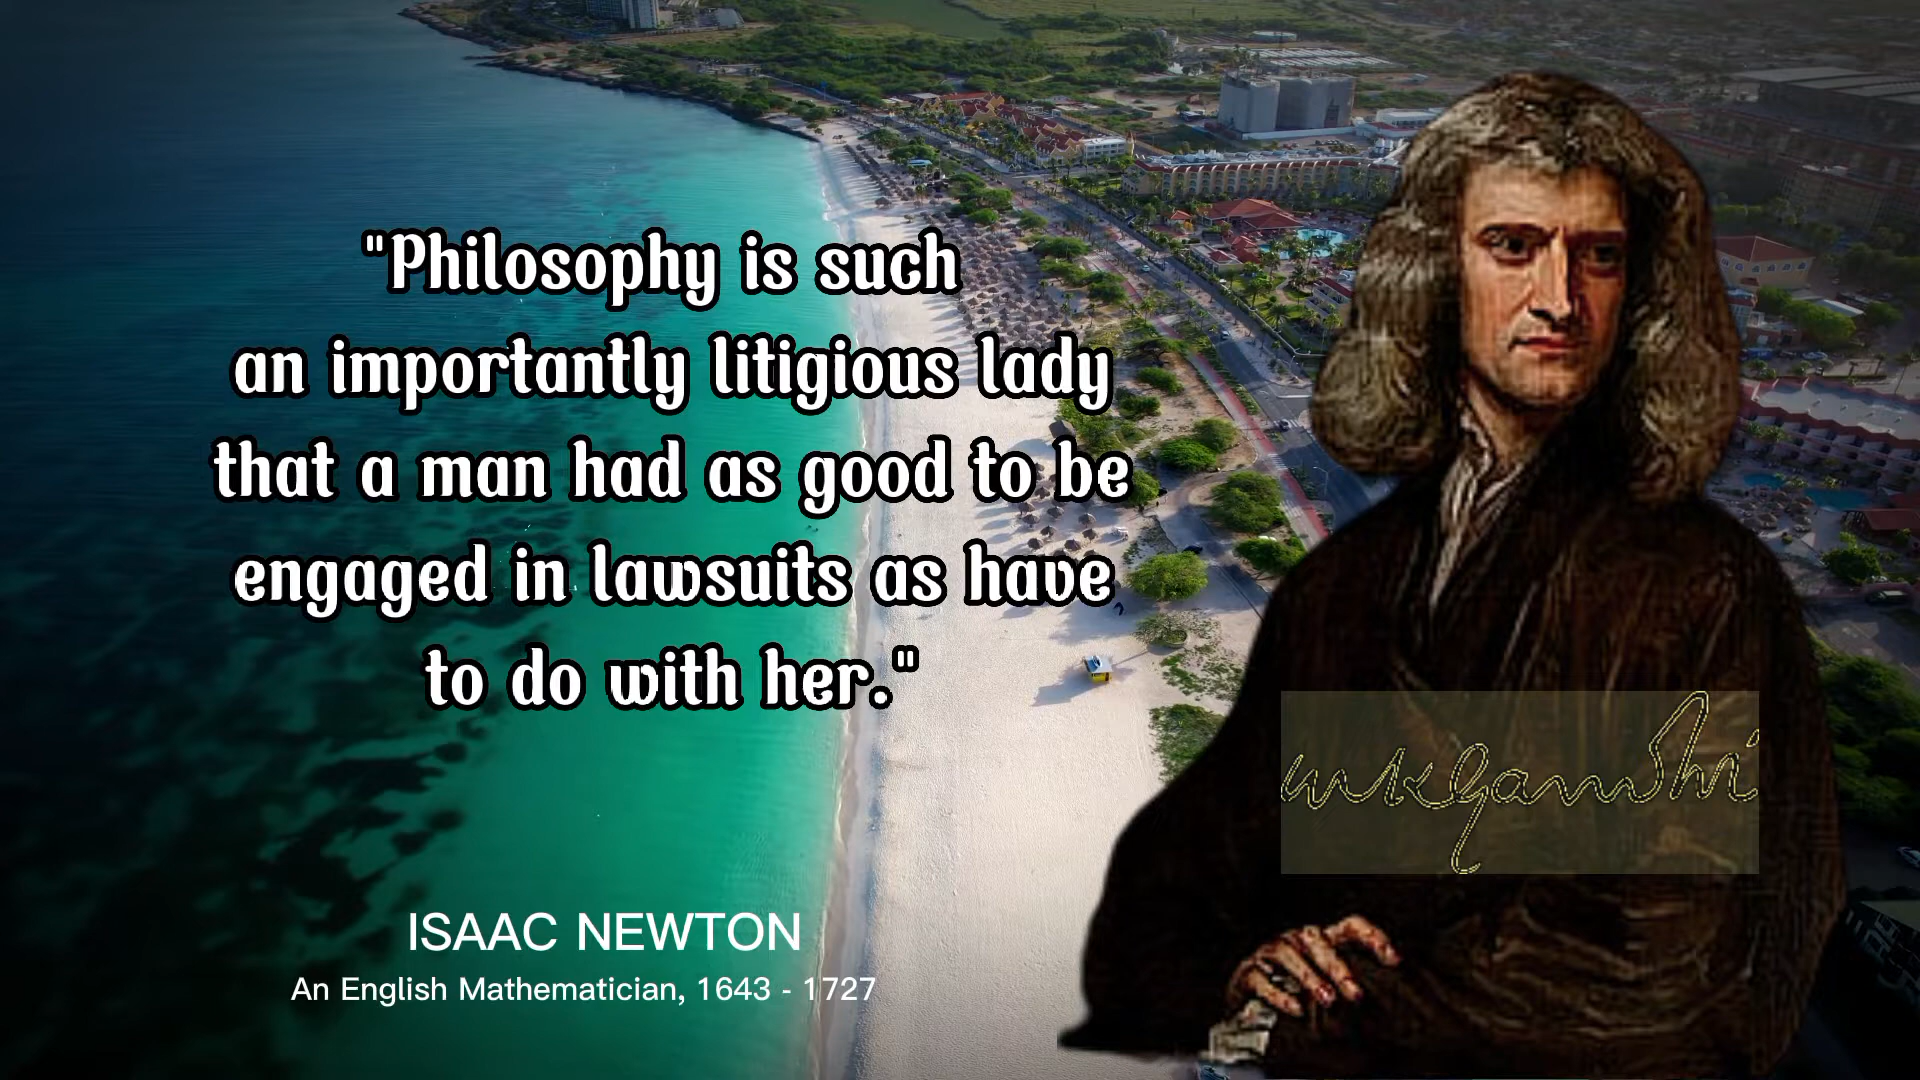 "Philosophy is such
an importantly litigious lady
that a man had as good to be
engaged in lawsuits as have
to do with her."
mkgandhi
ISAAC NEWTON
An English Mathematician, 1643 - 1727